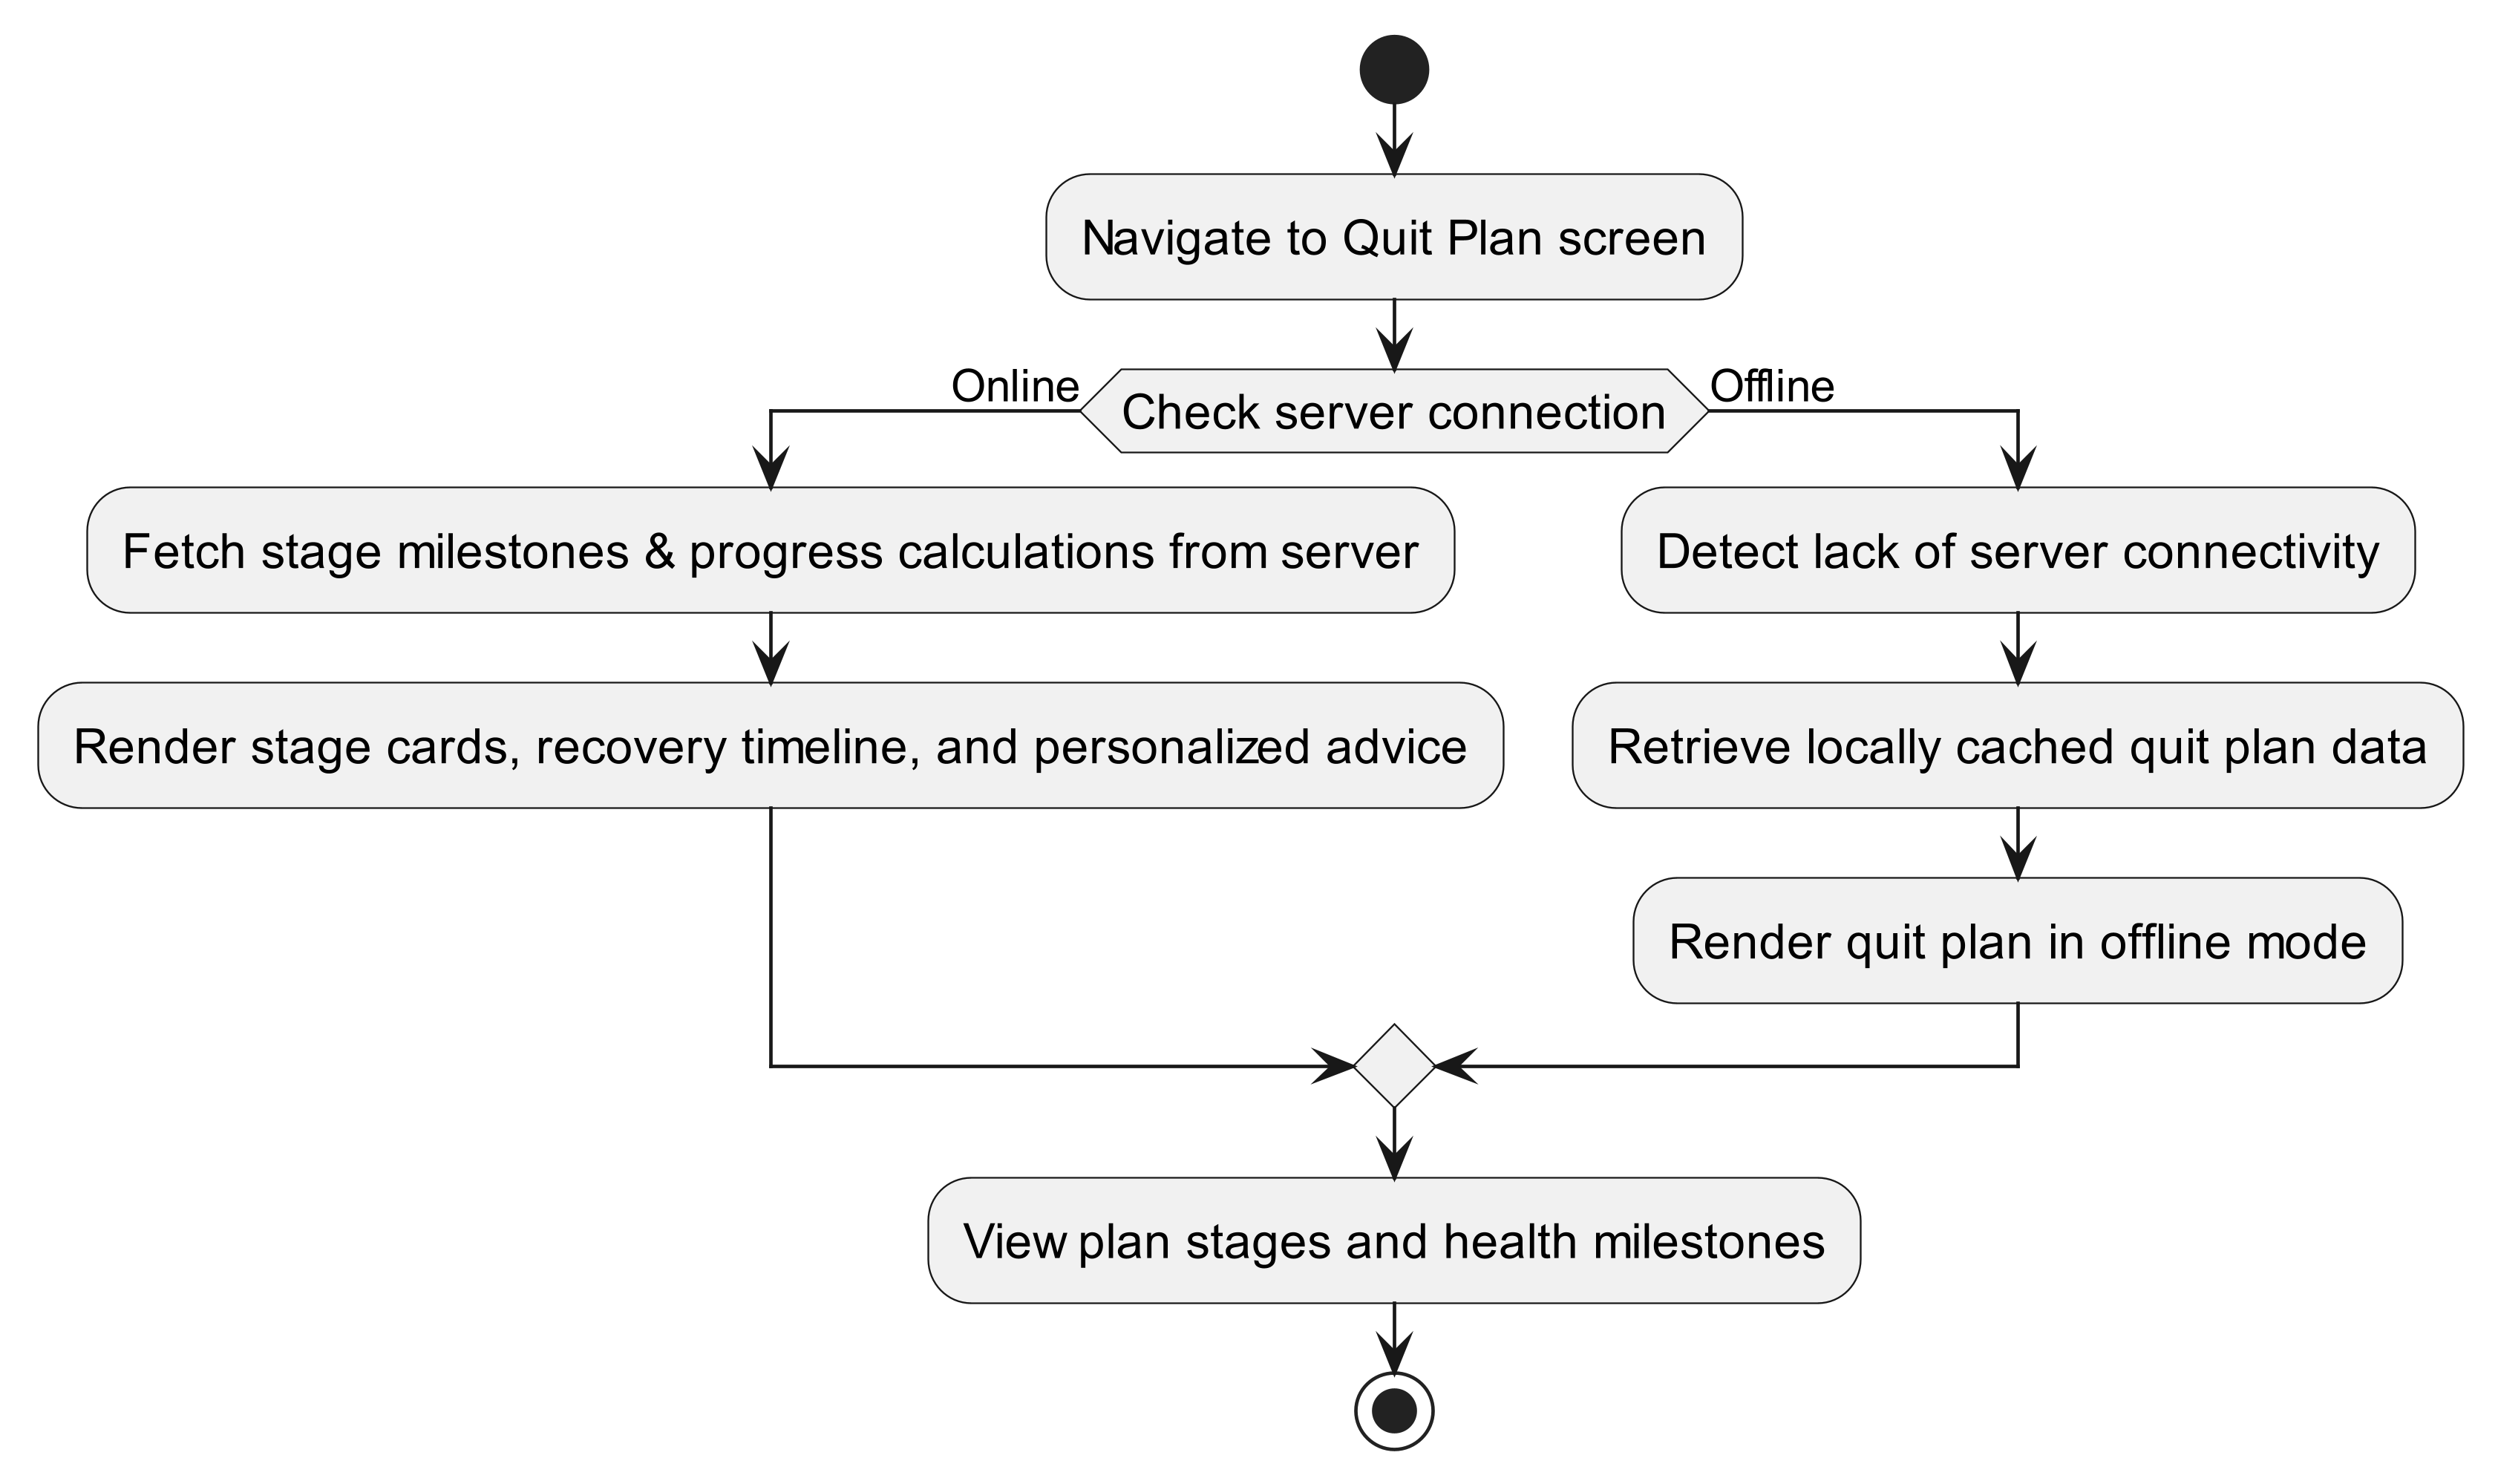 Navigate to Quit Plan screen
Online
Offline
Check server connection
Fetch stage milestones & progress calculations from server
Detect lack of server connectivity
Render stage cards, recovery timeline, and personalized advice
Retrieve locally cached quit plan data
Render quit plan in offline mode
View plan stages and health milestones